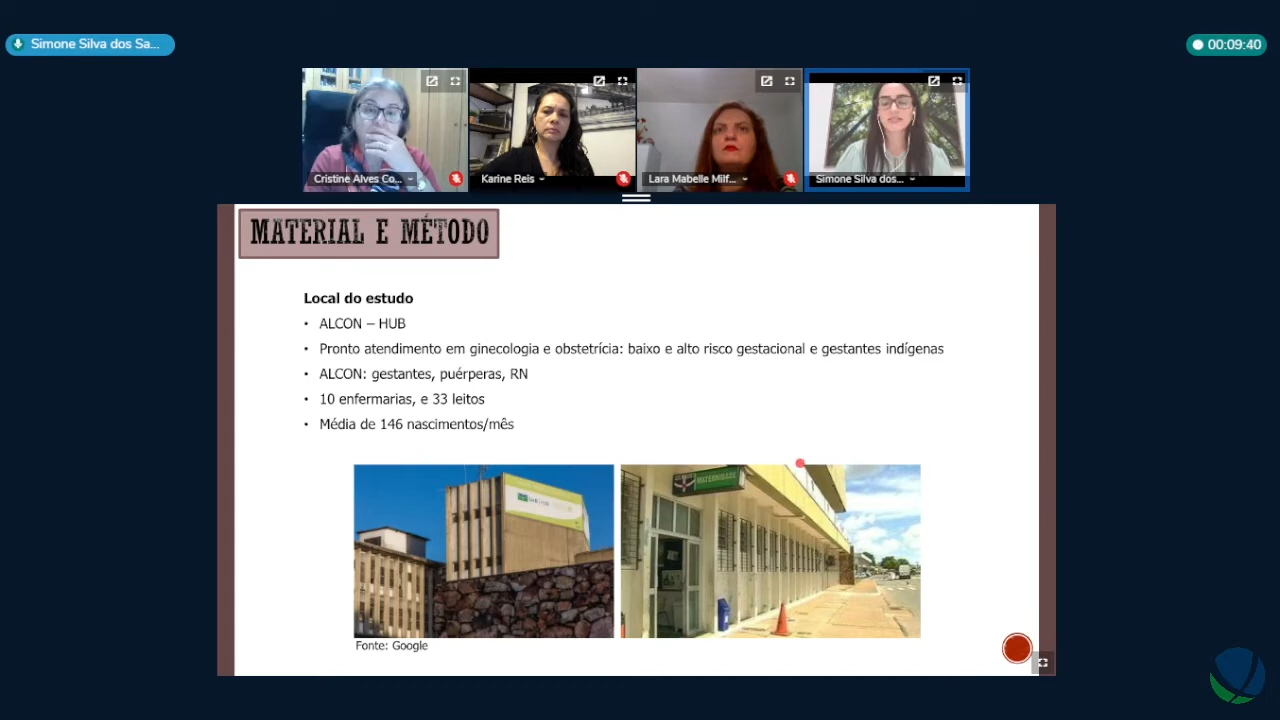 Simone Silva dos Sa...
00:09:40
Cristine Alves Co...
Karine Reis
Lara Mabelle Milf...
Simone Silva dos...
MATERIAL E MÉTODO
Local do estudo
• ALCON – HUB
• Pronto atendimento em ginecologia e obstetrícia: baixo e alto risco gestacional e gestantes indígenas
• ALCON: gestantes, puérperas, RN
• 10 enfermarias, e 33 leitos
• Média de 146 nascimentos/mês
MATERNIDADE
Fonte: Google